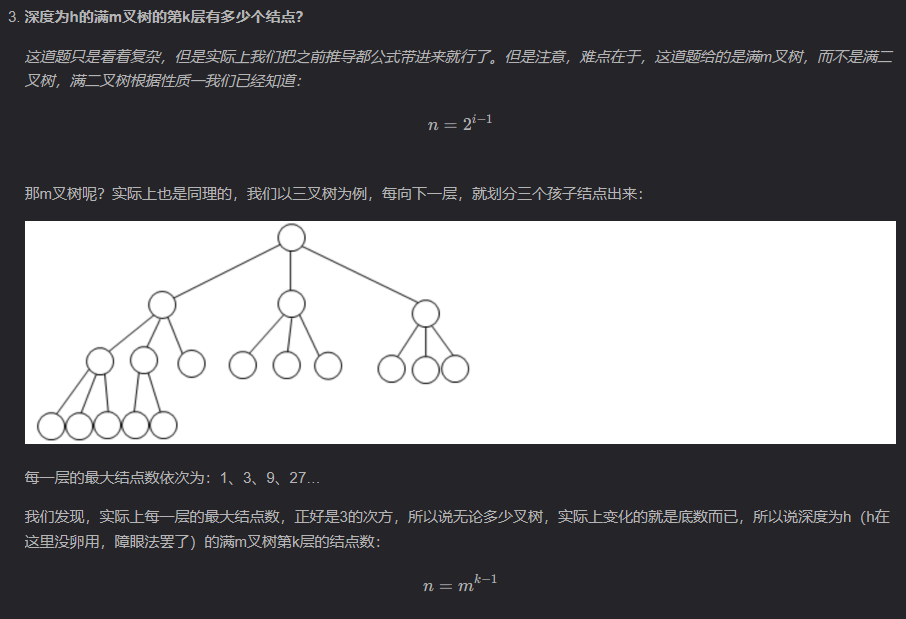 3. 深度为h的满m叉树的第k层有多少个结点？
这道题只是看着复杂，但是实际上我们把之前推导都公式带进来就行了。但是注意，难点在于，这道题给的是满m叉树，而不是满二
叉树，满二叉树根据性质一我们已经知道：
n = 2^{i−1}
那m叉树呢？实际上也是同理的，我们以三叉树为例，每向下一层，就划分三个孩子结点出来：
每一层的最大结点数依次为：1、3、9、27...
我们发现，实际上每一层的最大结点数，正好是3的次方，所以说无论多少叉树，实际上变化的就是底数而已，所以说深度为h（h在
这里没卵用，障眼法罢了）的满m叉树第k层的结点数：
n = m^{k−1}